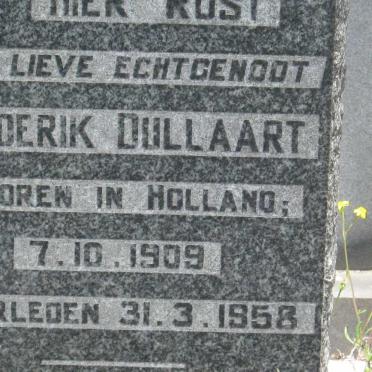 HIER RUST
LIEVE ECHTGENOOT
DERIK DULLAART
OREN IN HOLLAND;
7.10.1909
RLEDEN 31.3.1958